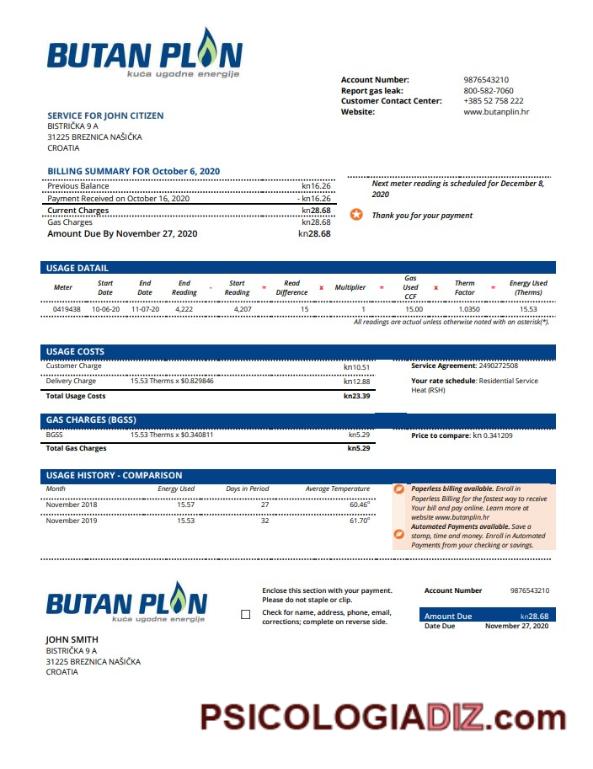 BUTAN PLIN
kuća ugodne energije
Account Number: 9876543210
Report gas leak: 800-582-7060
Customer Contact Center: +385 52 758 222
Website: www.butanplin.hr
SERVICE FOR JOHN CITIZEN
BISTRIČKA 9 A
31225 BREZNICA NAŠIČKA
CROATIA
BILLING SUMMARY FOR October 6, 2020
Previous Balance kn16.26
Payment Received on October 16, 2020 - kn16.26
Current Charges kn28.68
Gas Charges kn28.68
Amount Due By November 27, 2020 kn28.68
Next meter reading is scheduled for December 8,
2020
Thank you for your payment
USAGE DATAIL
Meter Start Date End Date End Reading - Start Reading = Read Difference x Multiplier = Gas Used CCF x Therm Factor = Energy Used (Therms)
0419438 10-06-20 11-07-20 4,222 4,207 15 1 15.00 1.0350 15.53
All readings are actual unless otherwise noted with an asterisk(*).
USAGE COSTS
Customer Charge kn10.51
Delivery Charge 15.53 Therms x $0.829846 kn12.88
Total Usage Costs kn23.39
Service Agreement: 2490272508
Your rate schedule: Residential Service
Heat (RSH)
GAS CHARGES (BGSS)
BGSS 15.53 Therms x $0.340811 kn5.29
Total Gas Charges kn5.29
Price to compare: kn 0.341209
USAGE HISTORY - COMPARISON
Month Energy Used Days in Period Average Temperature
November 2018 15.57 27 60.46°
November 2019 15.53 32 61.70°
Paperless billing available. Enroll in
Paperless Billing for the fastest way to receive
Your bill and pay online. Learn more at
website www.butanplin.hr
Automated Payments available. Save a
stamp, time and money. Enroll in Automated
Payments from your checking or savings.
BUTAN PLIN
kuća ugodne energije
Enclose this section with your payment.
Please do not staple or clip.
Check for name, address, phone, email,
corrections; complete on reverse side.
Account Number 9876543210
Amount Due kn28.68
Date Due November 27, 2020
JOHN SMITH
BISTRIČKA 9 A
31225 BREZNICA NAŠIČKA
CROATIA
PSICOLOGIADIZ.com